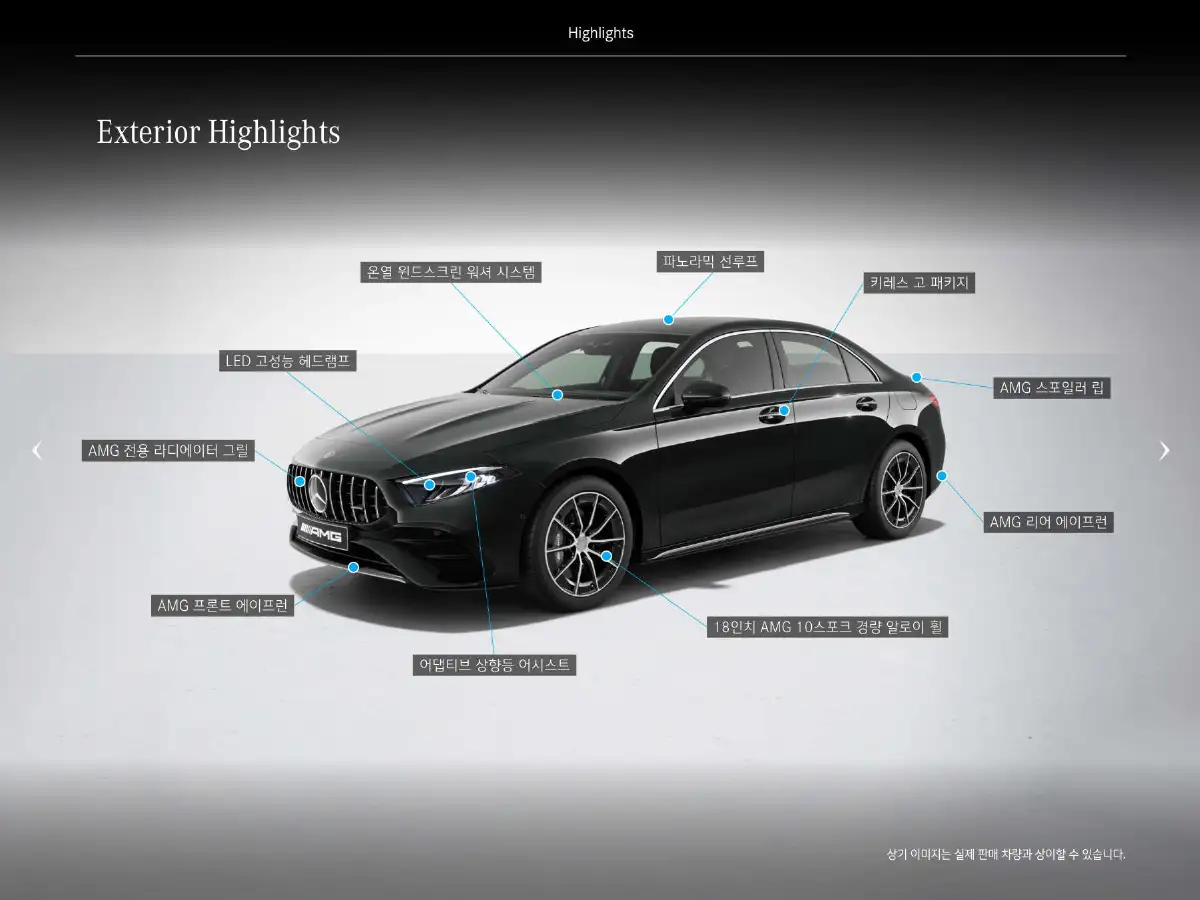 Highlights
Exterior Highlights
온열 윈드스크린 워셔 시스템
파노라믹 선루프
키레스 고 패키지
LED 고성능 헤드램프
AMG 스포일러 립
AMG 전용 라디에이터 그릴
AMG 리어 에이프런
AMG
AMG 프론트 에이프런
18인치 AMG 10스포크 경량 알로이 휠
어댑티브 상향등 어시스트
상기 이미지는 실제 판매 차량과 상이할 수 있습니다.